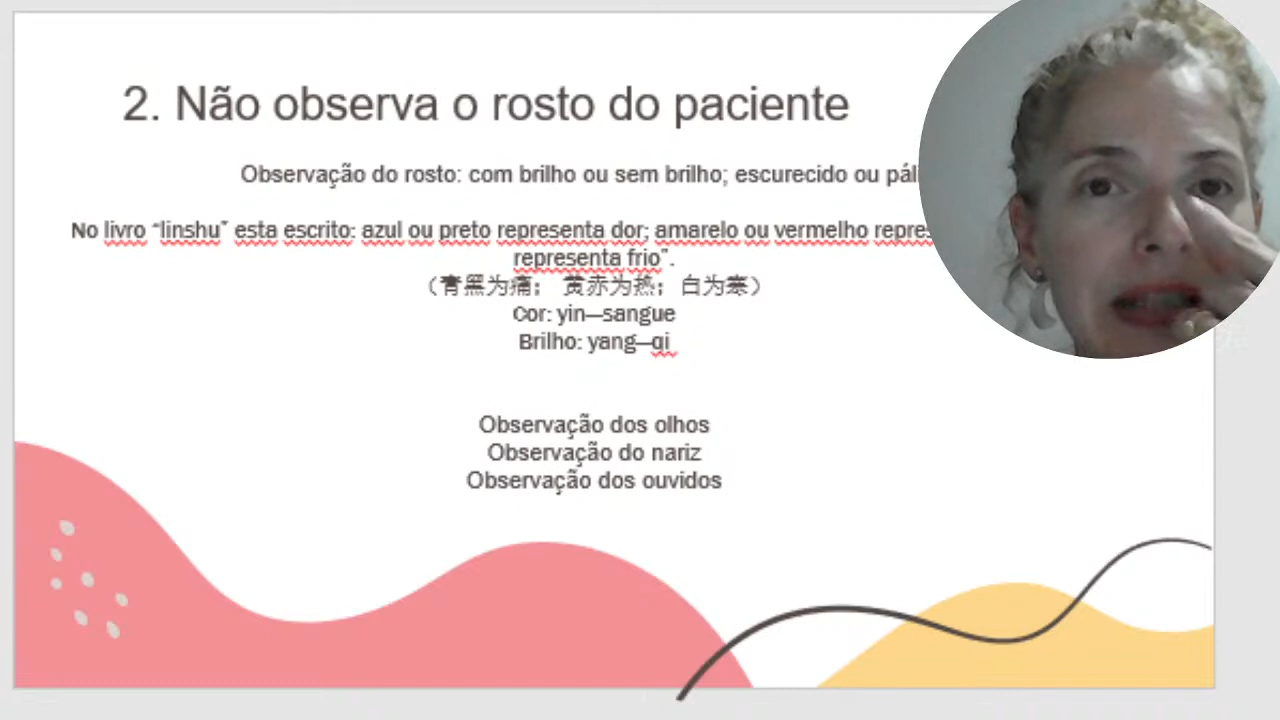 2. Não observa o rosto do paciente
Observação do rosto: com brilho ou sem brilho; escurecido ou
No livro “linshu” esta escrito: azul ou preto representa dor; amarelo ou vermelho
representa frio”.
（青黑为痛； 黄赤为热；白为寒）
Cor: yin—sangue
Brilho: yang—qi
Observação dos olhos
Observação do nariz
Observação dos ouvidos